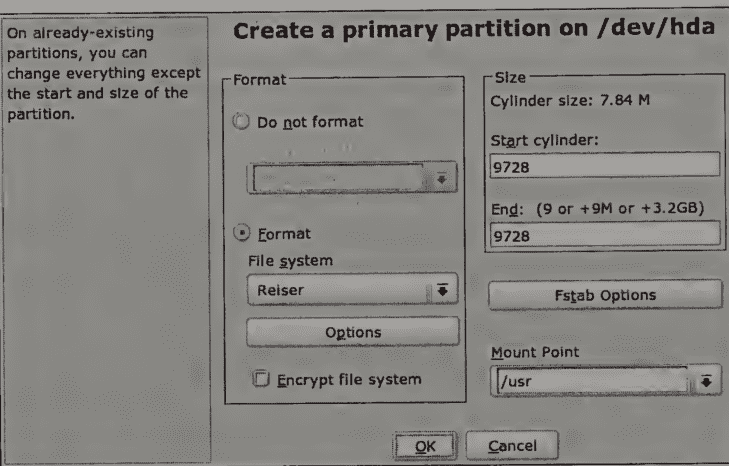 On already-existing
partitions, you can
change everything except
the start and size of the
partition.
Create a primary partition on /dev/hda
Format
Do not format
Format
File system
Reiser
Options
Encrypt file system
Size
Cylinder size: 7.84 M
Start cylinder:
9728
End: (9 or +9M or +3.2GB)
9728
Fstab Options
Mount Point
/usr
OK
Cancel